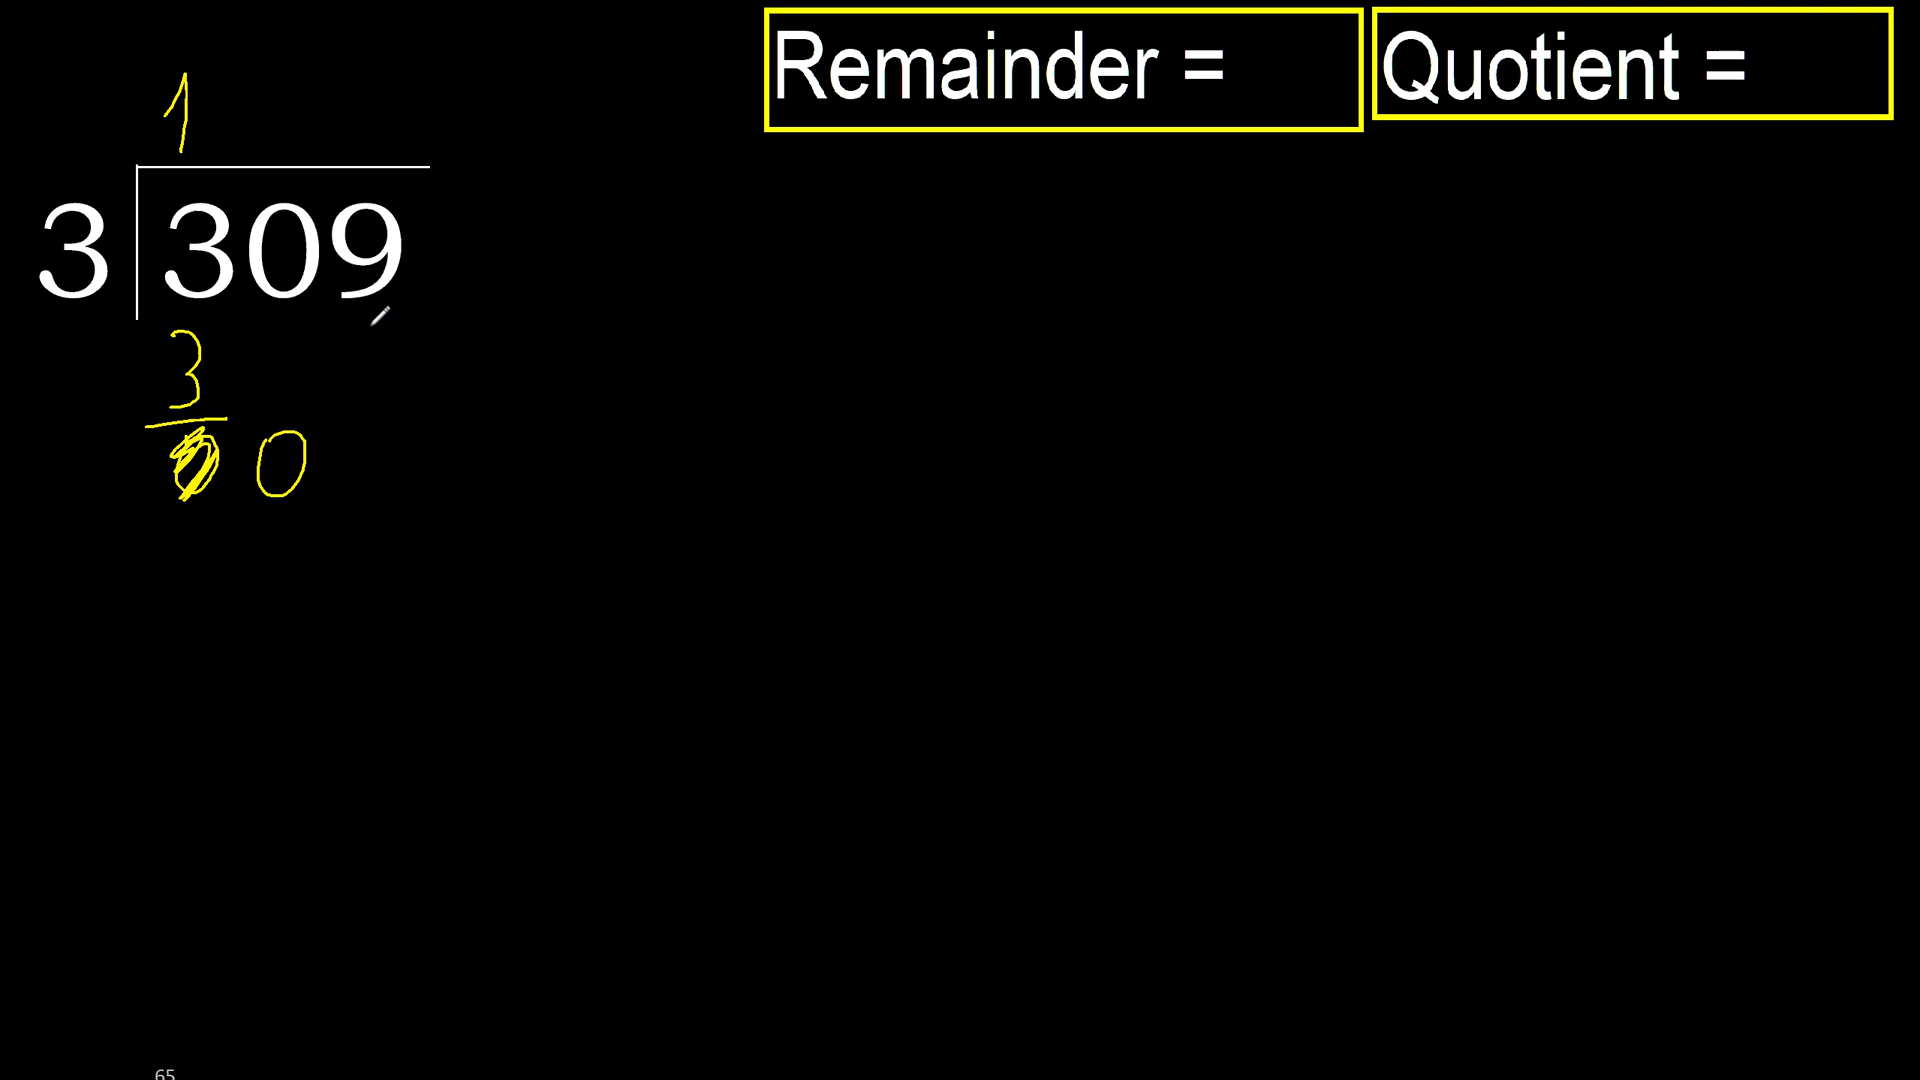 Remainder =
Quotient =
1
3 309
3
0 0
65